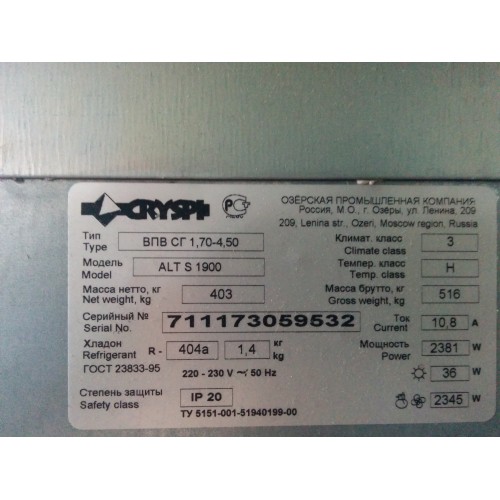 CRYSPI
РСТ
ОЗЁРСКАЯ ПРОМЫШЛЕННАЯ КОМПАНИЯ
Россия, М.О., г. Озёры, ул. Ленина, 209
209, Lenina str., Ozeri, Moscow region, Russia
Тип
Type
ВПВ СГ 1,70-4,50
Климат. класс
Climate class
3
Модель
Model
ALT S 1900
Темпер. класс
Temp. class
H
Масса нетто, кг
Net weight, kg
403
Масса брутто, кг
Gross weight, kg
516
Серийный №
Serial No.
711173059532
Ток
Current
10,8 A
Хладон
Refrigerant
R - 404a 1,4 кг
kg
Мощность
Power
2381 W
ГОСТ 23833-95
220 - 230 V ~/ 50 Hz
36 W
Степень защиты
Safety class
IP 20
2345 W
ТУ 5151-001-51940199-00